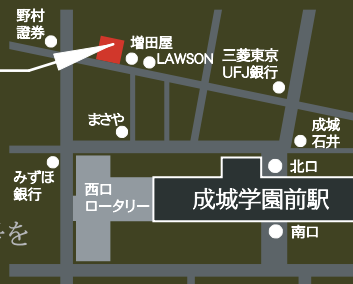 野村
證券
増田屋
LAWSON
三菱東京
UFJ銀行
まさや
成城
石井
みずほ
銀行
西口
ロータリー
北口
成城学園前駅
南口
を